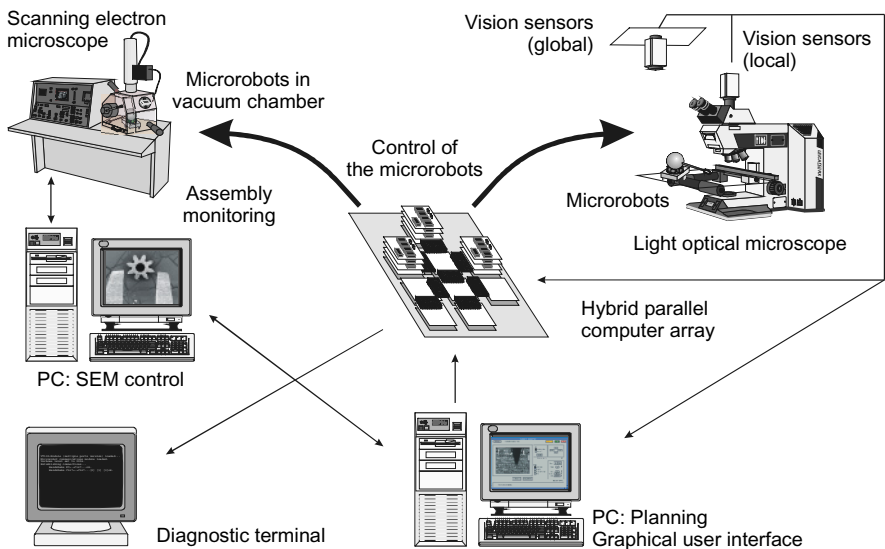 Scanning electron
microscope
Vision sensors
(global)
Vision sensors
(local)
Microrobots in
vacuum chamber
Control of
the microrobots
Assembly
monitoring
Microrobots
Light optical microscope
Hybrid parallel
computer array
PC: SEM control
Diagnostic terminal
PC: Planning
Graphical user interface